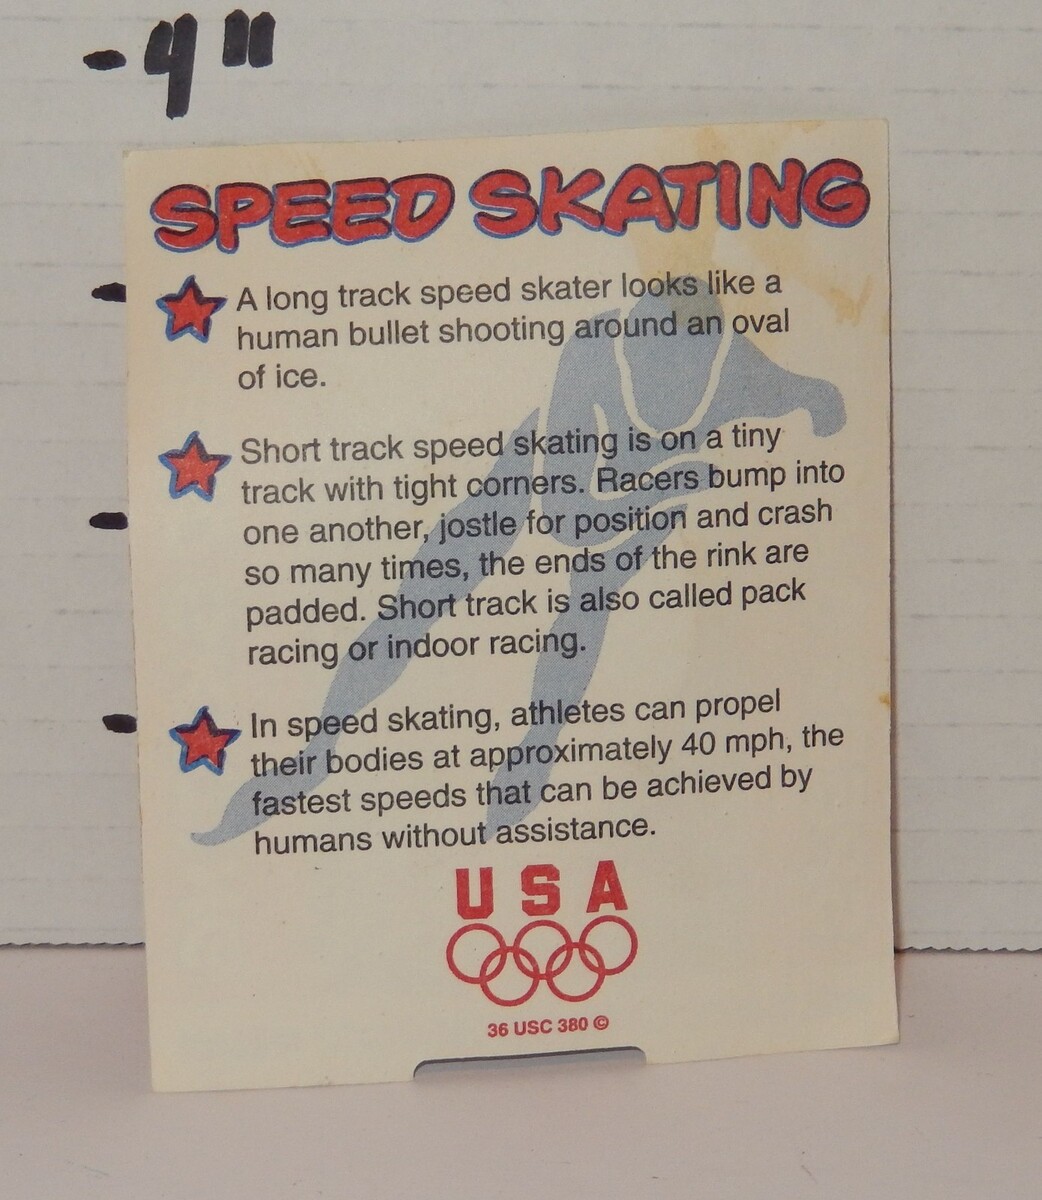 -4"
SPEED SKATING
A long track speed skater looks like a
human bullet shooting around an oval
of ice.
Short track speed skating is on a tiny
track with tight corners. Racers bump into
one another, jostle for position and crash
so many times, the ends of the rink are
padded. Short track is also called pack
racing or indoor racing.
In speed skating, athletes can propel
their bodies at approximately 40 mph, the
fastest speeds that can be achieved by
humans without assistance.
USA
36 USC 380 ©